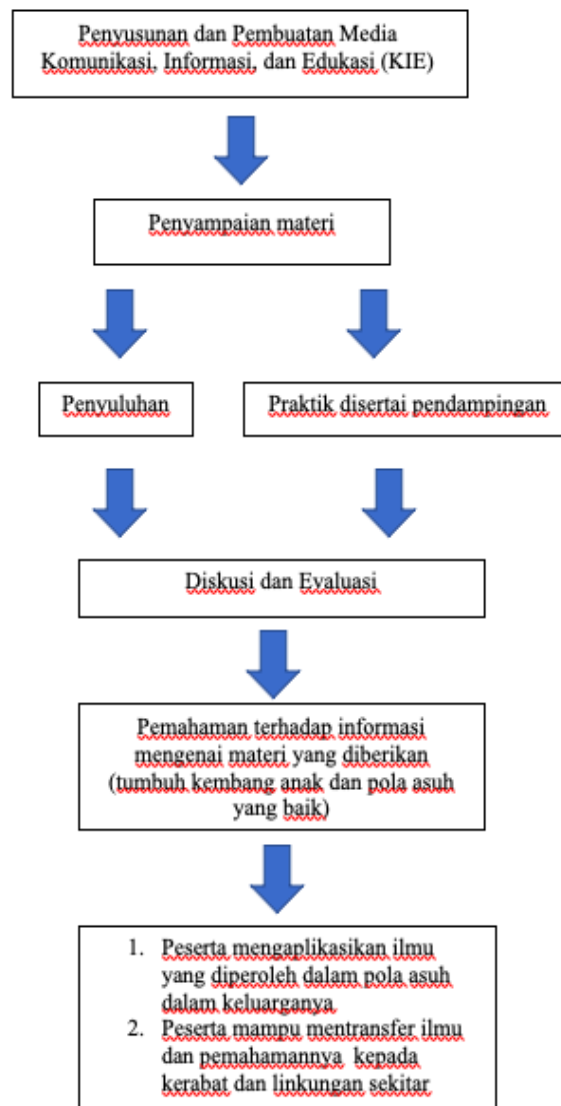 Penyusunan dan Pembuatan Media
Komunikasi, Informasi, dan Edukasi (KIE)
Penyampaian materi
Penyuluhan
Praktik disertai pendampingan
Diskusi dan Evaluasi
Pemahaman terhadap informasi
mengenai materi yang diberikan
(tumbuh kembang anak dan pola asuh
yang baik)
1. Peserta mengaplikasikan ilmu
yang diperoleh dalam pola asuh
dalam keluarganya
2. Peserta mampu mentransfer ilmu
dan pemahamannya kepada
kerabat dan linkungan sekitar